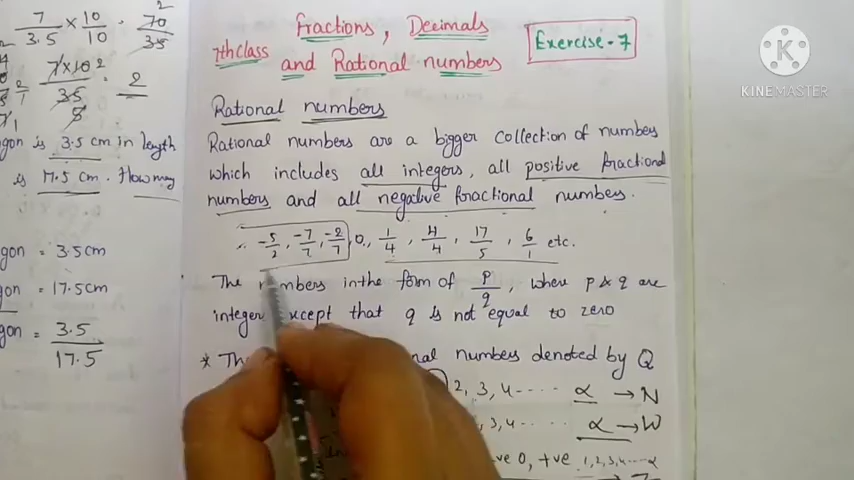 7/3.5 × 10/10 · 70/35
2
7×10 2
35
5
= 2
gon is 3.5 cm in length
is 17.5 cm. How many
gon = 3.5cm
gon = 17.5cm
gon = 3.5/17.5
Fractions, Decimals
7th class and Rational numbers
Exercise-7
KINEMASTER
Rational numbers
Rational numbers are a bigger collection of numbers
which includes all integers, all positive fractional
numbers and all negative fractional numbers.
∴ -5/2, -7/7, -2/7, 0, 1/4, 4/4, 17/5, 6/1 etc.
The numbers in the form of p/q, where p & q are
integer except that q is not equal to zero
* The numbers denoted by Q
2, 3, 4 .... α → N
3, 4 .... α → W
ve 0, +ve 1,2,3,4....α